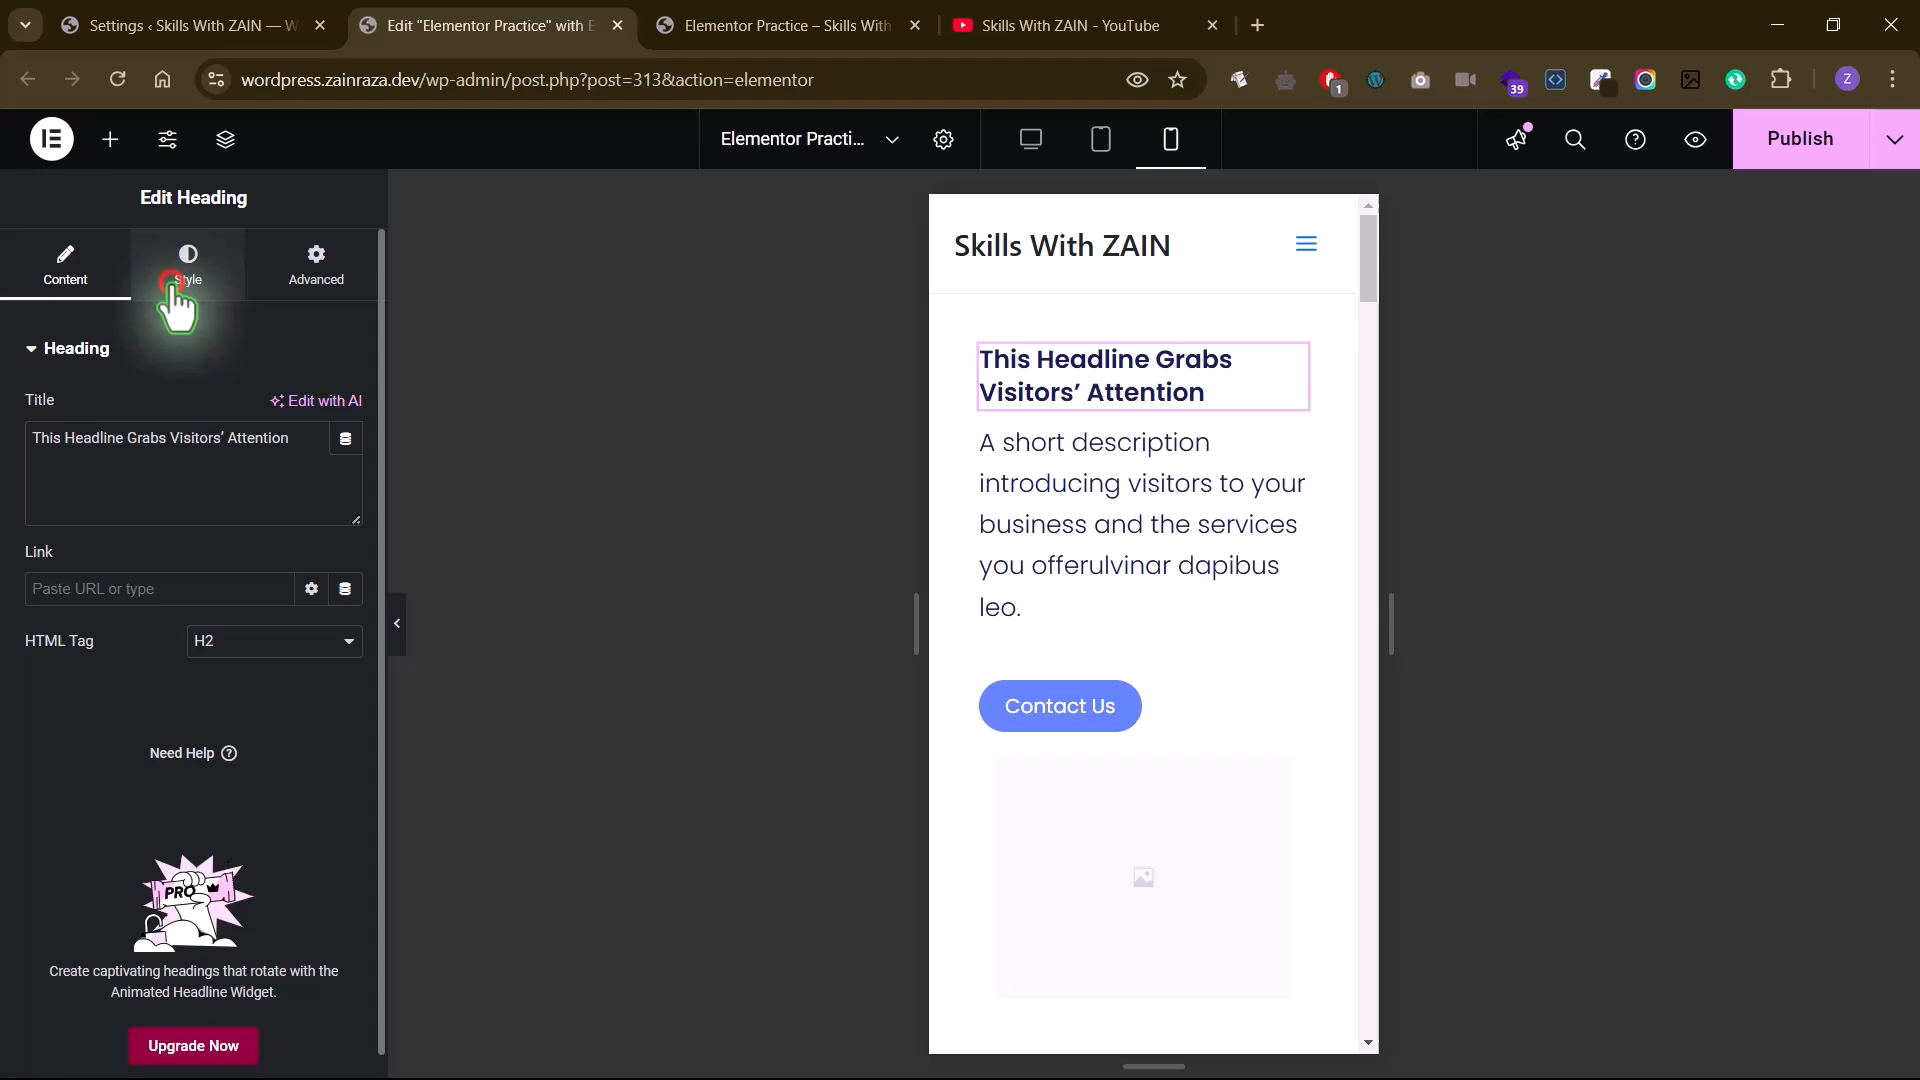 Settings ‹ Skills With ZAIN — W
Edit "Elementor Practice" with E
Elementor Practice – Skills With
Skills With ZAIN - YouTube
wordpress.zainraza.dev/wp-admin/post.php?post=313&action=elementor
1
39
Z
Elementor Practi...
Publish
Edit Heading
Content
Style
Advanced
Heading
Title
Edit with AI
This Headline Grabs Visitors’ Attention
Link
Paste URL or type
HTML Tag
H2
Need Help
PRO
Create captivating headings that rotate with the
Animated Headline Widget.
Upgrade Now
Skills With ZAIN
This Headline Grabs
Visitors’ Attention
A short description
introducing visitors to your
business and the services
you offerulvinar dapibus
leo.
Contact Us